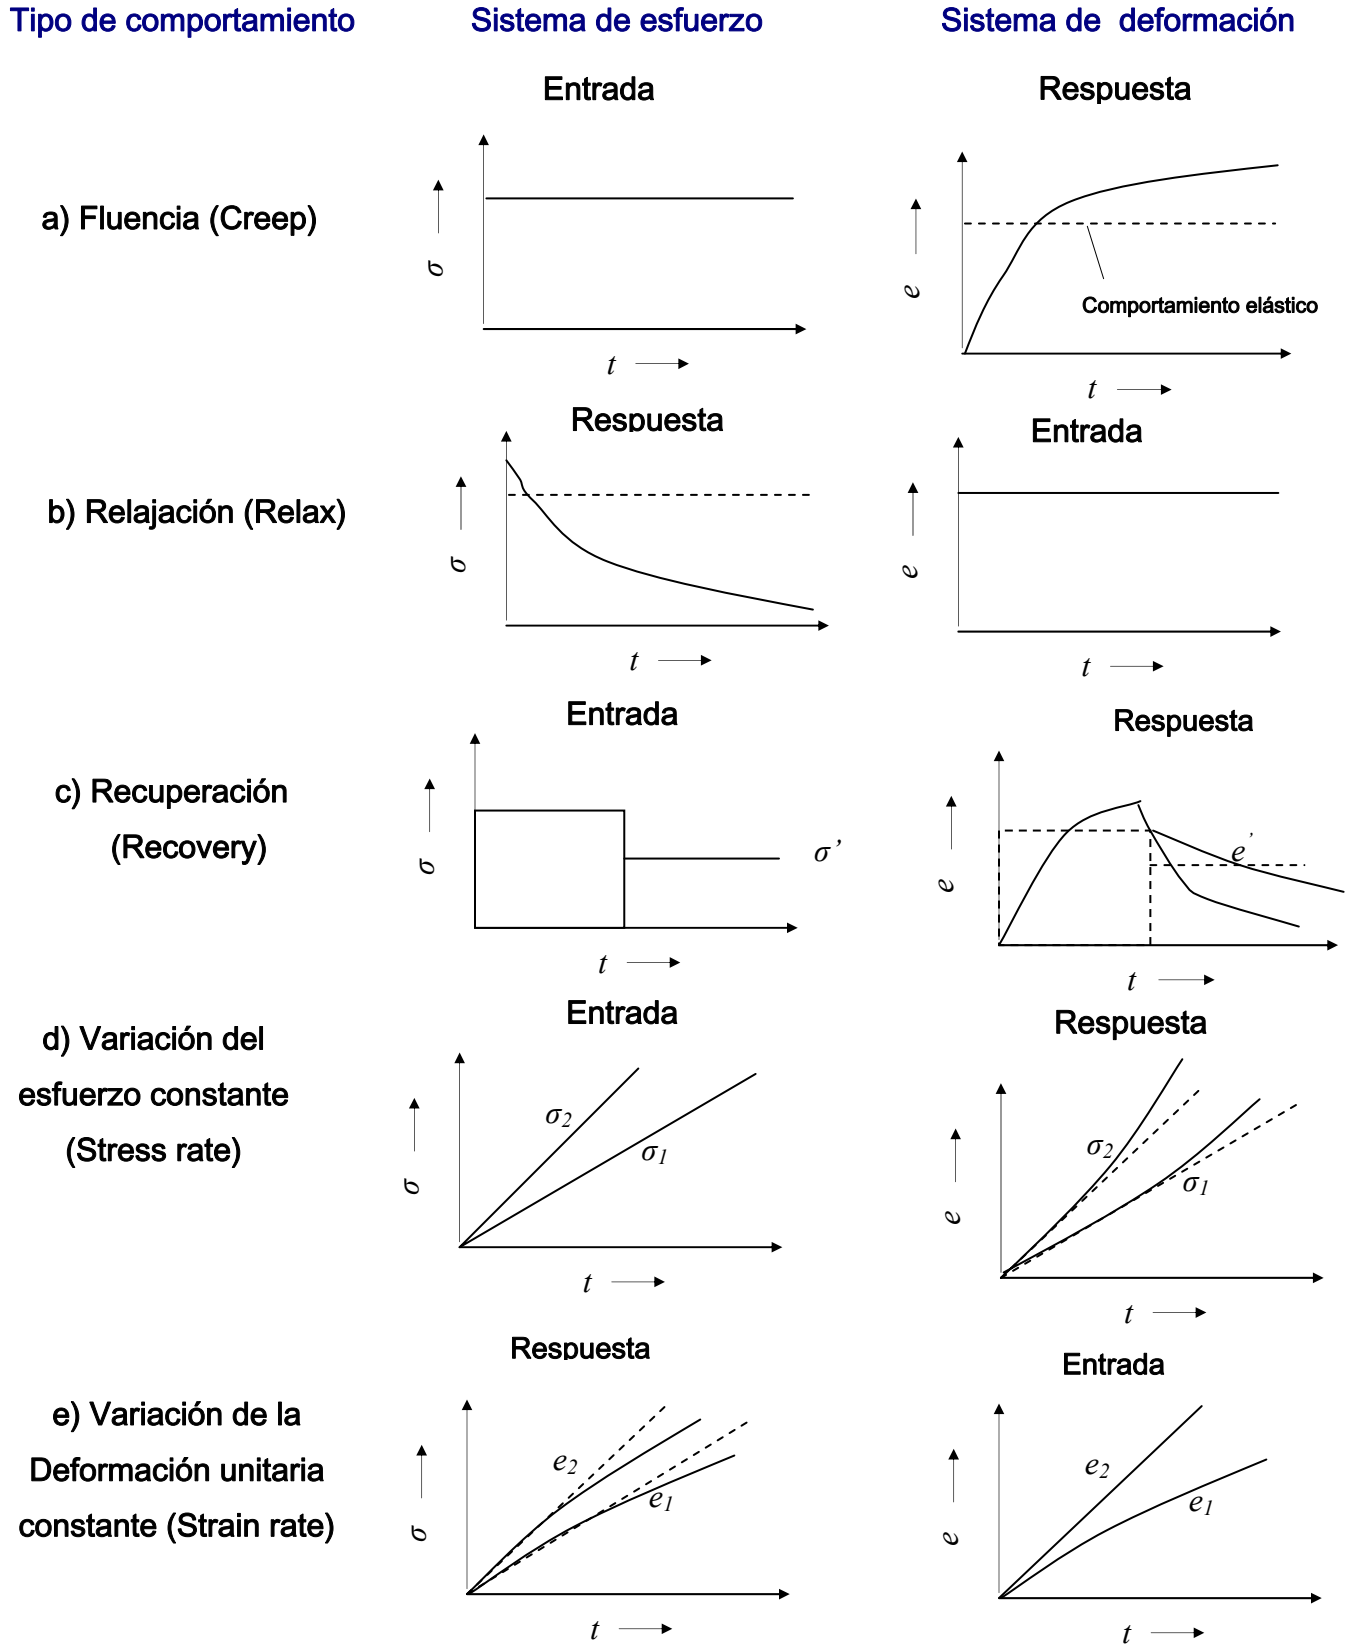 Tipo de comportamiento Sistema de esfuerzo Sistema de deformación
Entrada Respuesta
a) Fluencia (Creep)
σ
e
Comportamiento elástico
t
t
Respuesta Entrada
b) Relajación (Relax)
σ
e
t
t
Entrada Respuesta
c) Recuperación
(Recovery)
σ
σ’
e
e’
t
t
Entrada Respuesta
d) Variación del
esfuerzo constante
(Stress rate)
σ
σ2
σ1
e
σ2
σ1
t
t
Respuesta Entrada
e) Variación de la
Deformación unitaria
constante (Strain rate)
σ
e2
e1
e
e2
e1
t
t